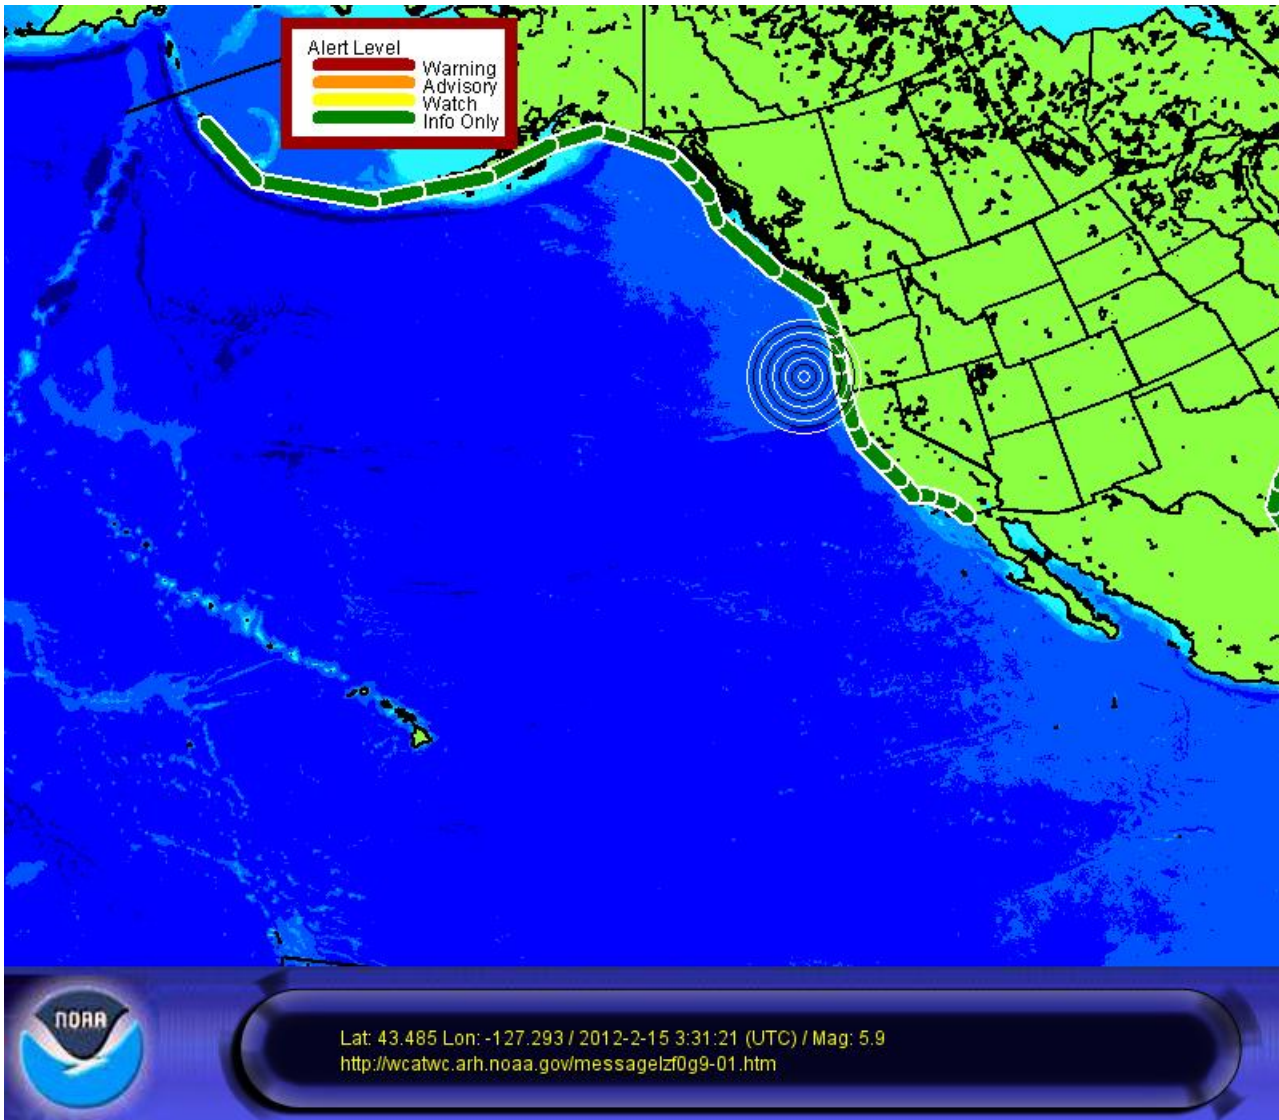 Alert Level
Warning
Advisory
Watch
Info Only
NOAA
Lat: 43.485 Lon: -127.293 / 2012-2-15 3:31:21 (UTC) / Mag: 5.9
http://wcatwc.arh.noaa.gov/messagelzf0g9-01.htm